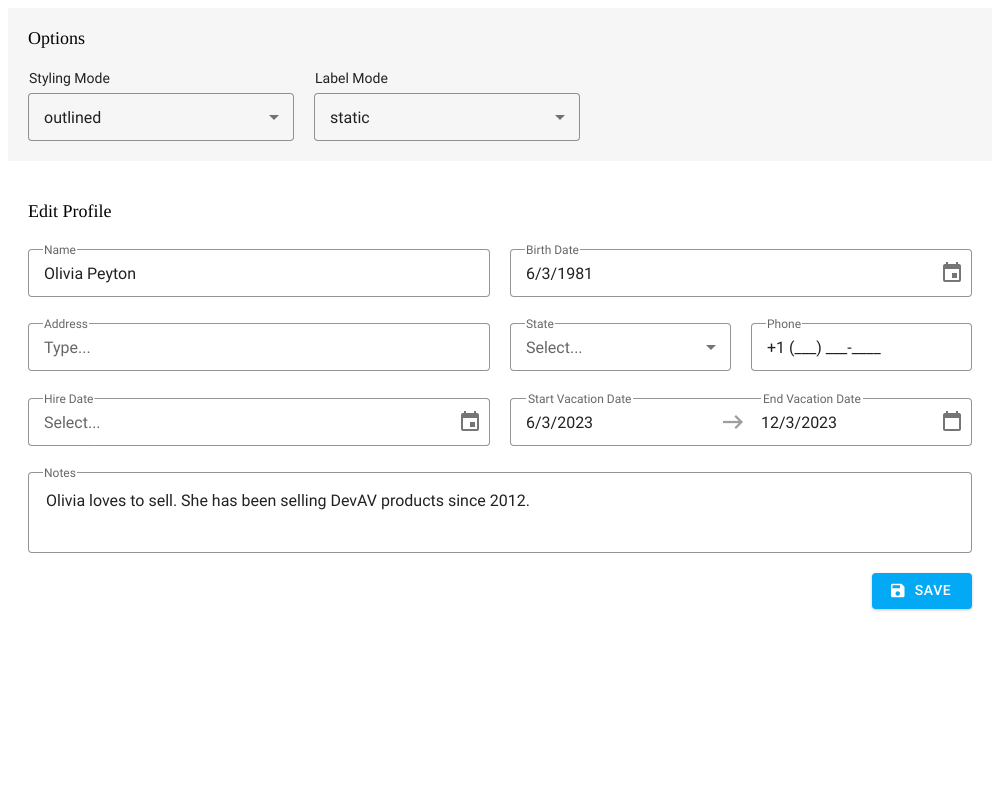 Options
Styling Mode Label Mode
outlined static
Edit Profile
Name Birth Date
Olivia Peyton 6/3/1981
Address State Phone
Type... Select... +1 (___) ___-____
Hire Date Start Vacation Date End Vacation Date
Select... 6/3/2023 12/3/2023
Notes
Olivia loves to sell. She has been selling DevAV products since 2012.
SAVE